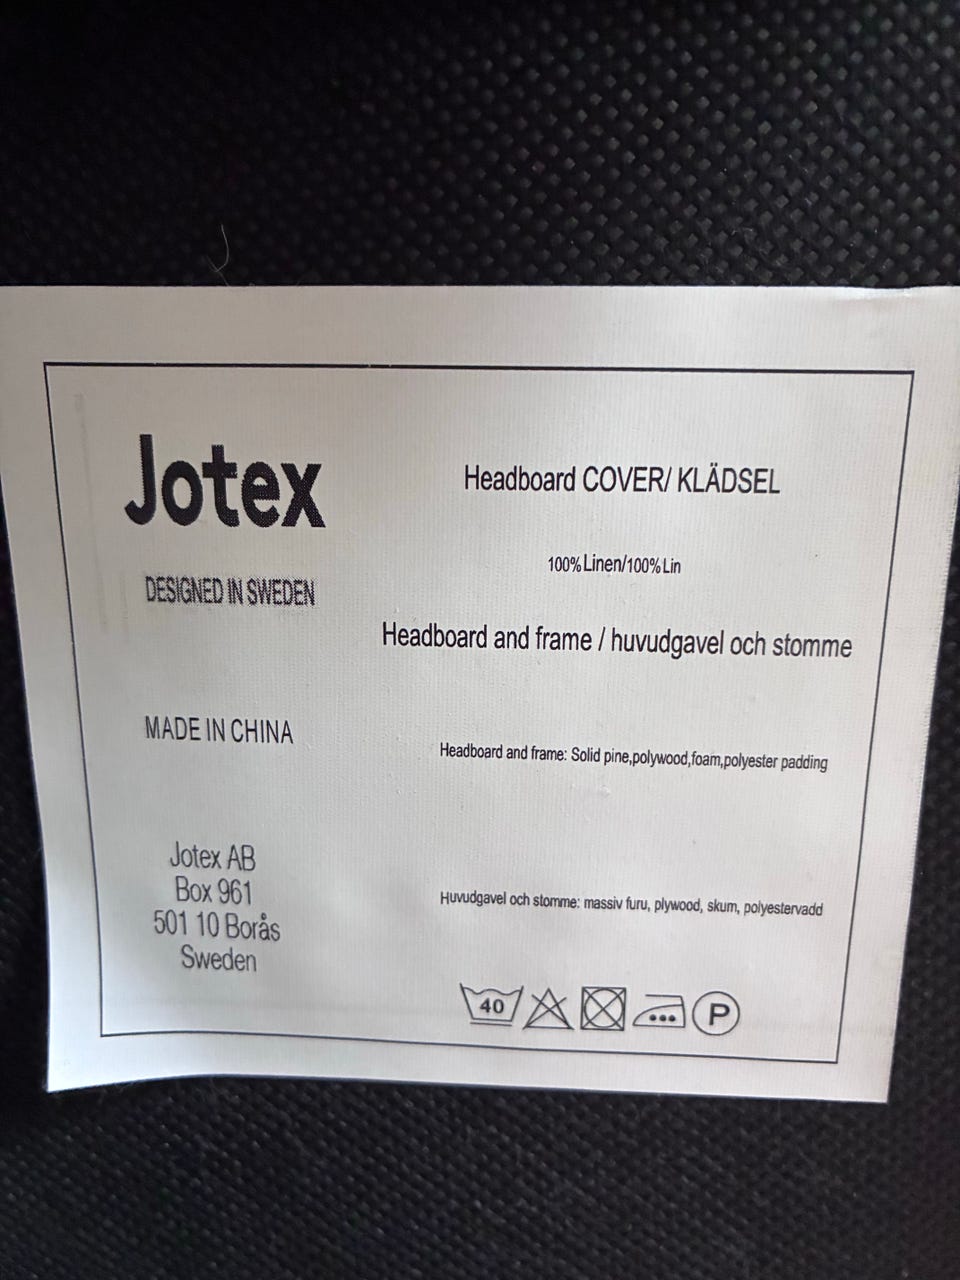 Jotex
DESIGNED IN SWEDEN
MADE IN CHINA
Jotex AB
Box 961
501 10 Borås
Sweden
Headboard COVER/ KLÄDSEL
100% Linen/100% Lin
Headboard and frame / huvudgavel och stomme
Headboard and frame: Solid pine,polywood,foam,polyester padding
Huvudgavel och stomme: massiv furu, plywood, skum, polyestervadd
40
P